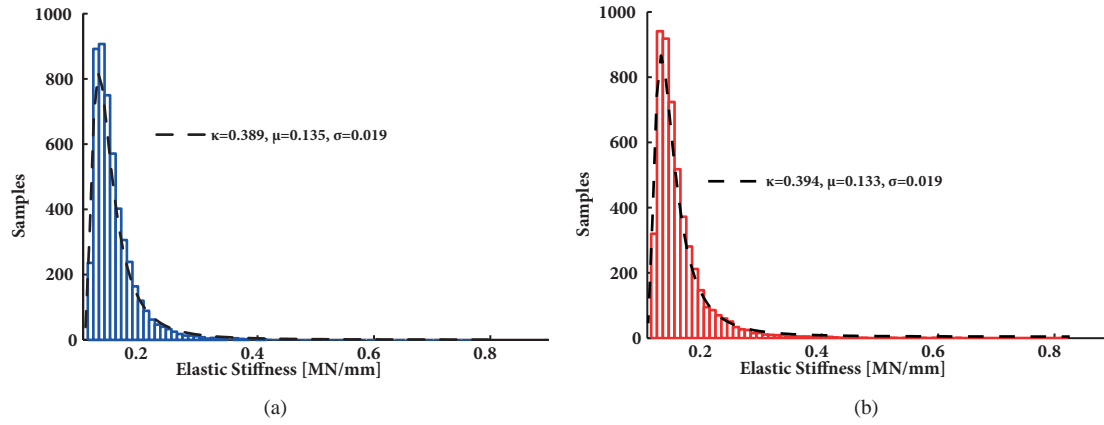 1000
800
600
400
200
0
Samples
κ=0.389, μ=0.135, σ=0.019
0.2
0.4
0.6
0.8
Elastic Stiffness [MN/mm]
(a)
1000
800
600
400
200
0
Samples
κ=0.394, μ=0.133, σ=0.019
0.2
0.4
0.6
0.8
Elastic Stiffness [MN/mm]
(b)